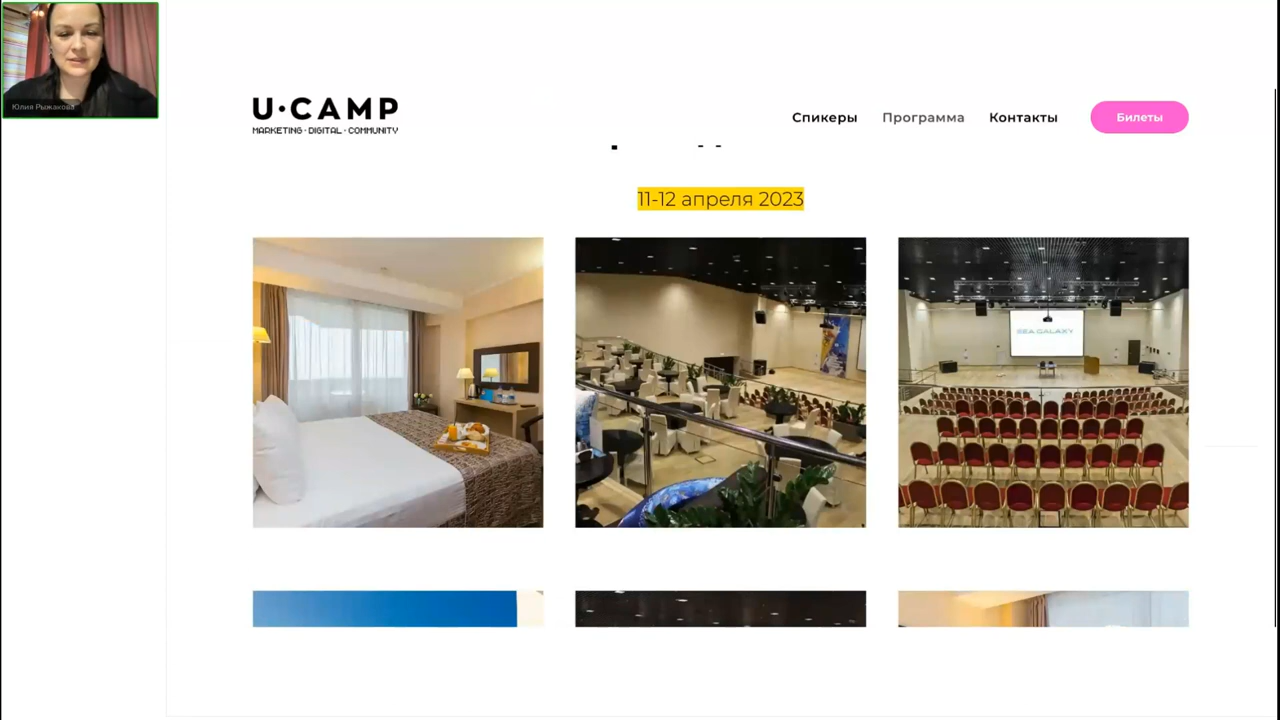 Юлия Рыжакова
U·CAMP
MARKETING · DIGITAL · COMMUNITY
Спикеры
Программа
Контакты
Билеты
11-12 апреля 2023
SEA GALAXY